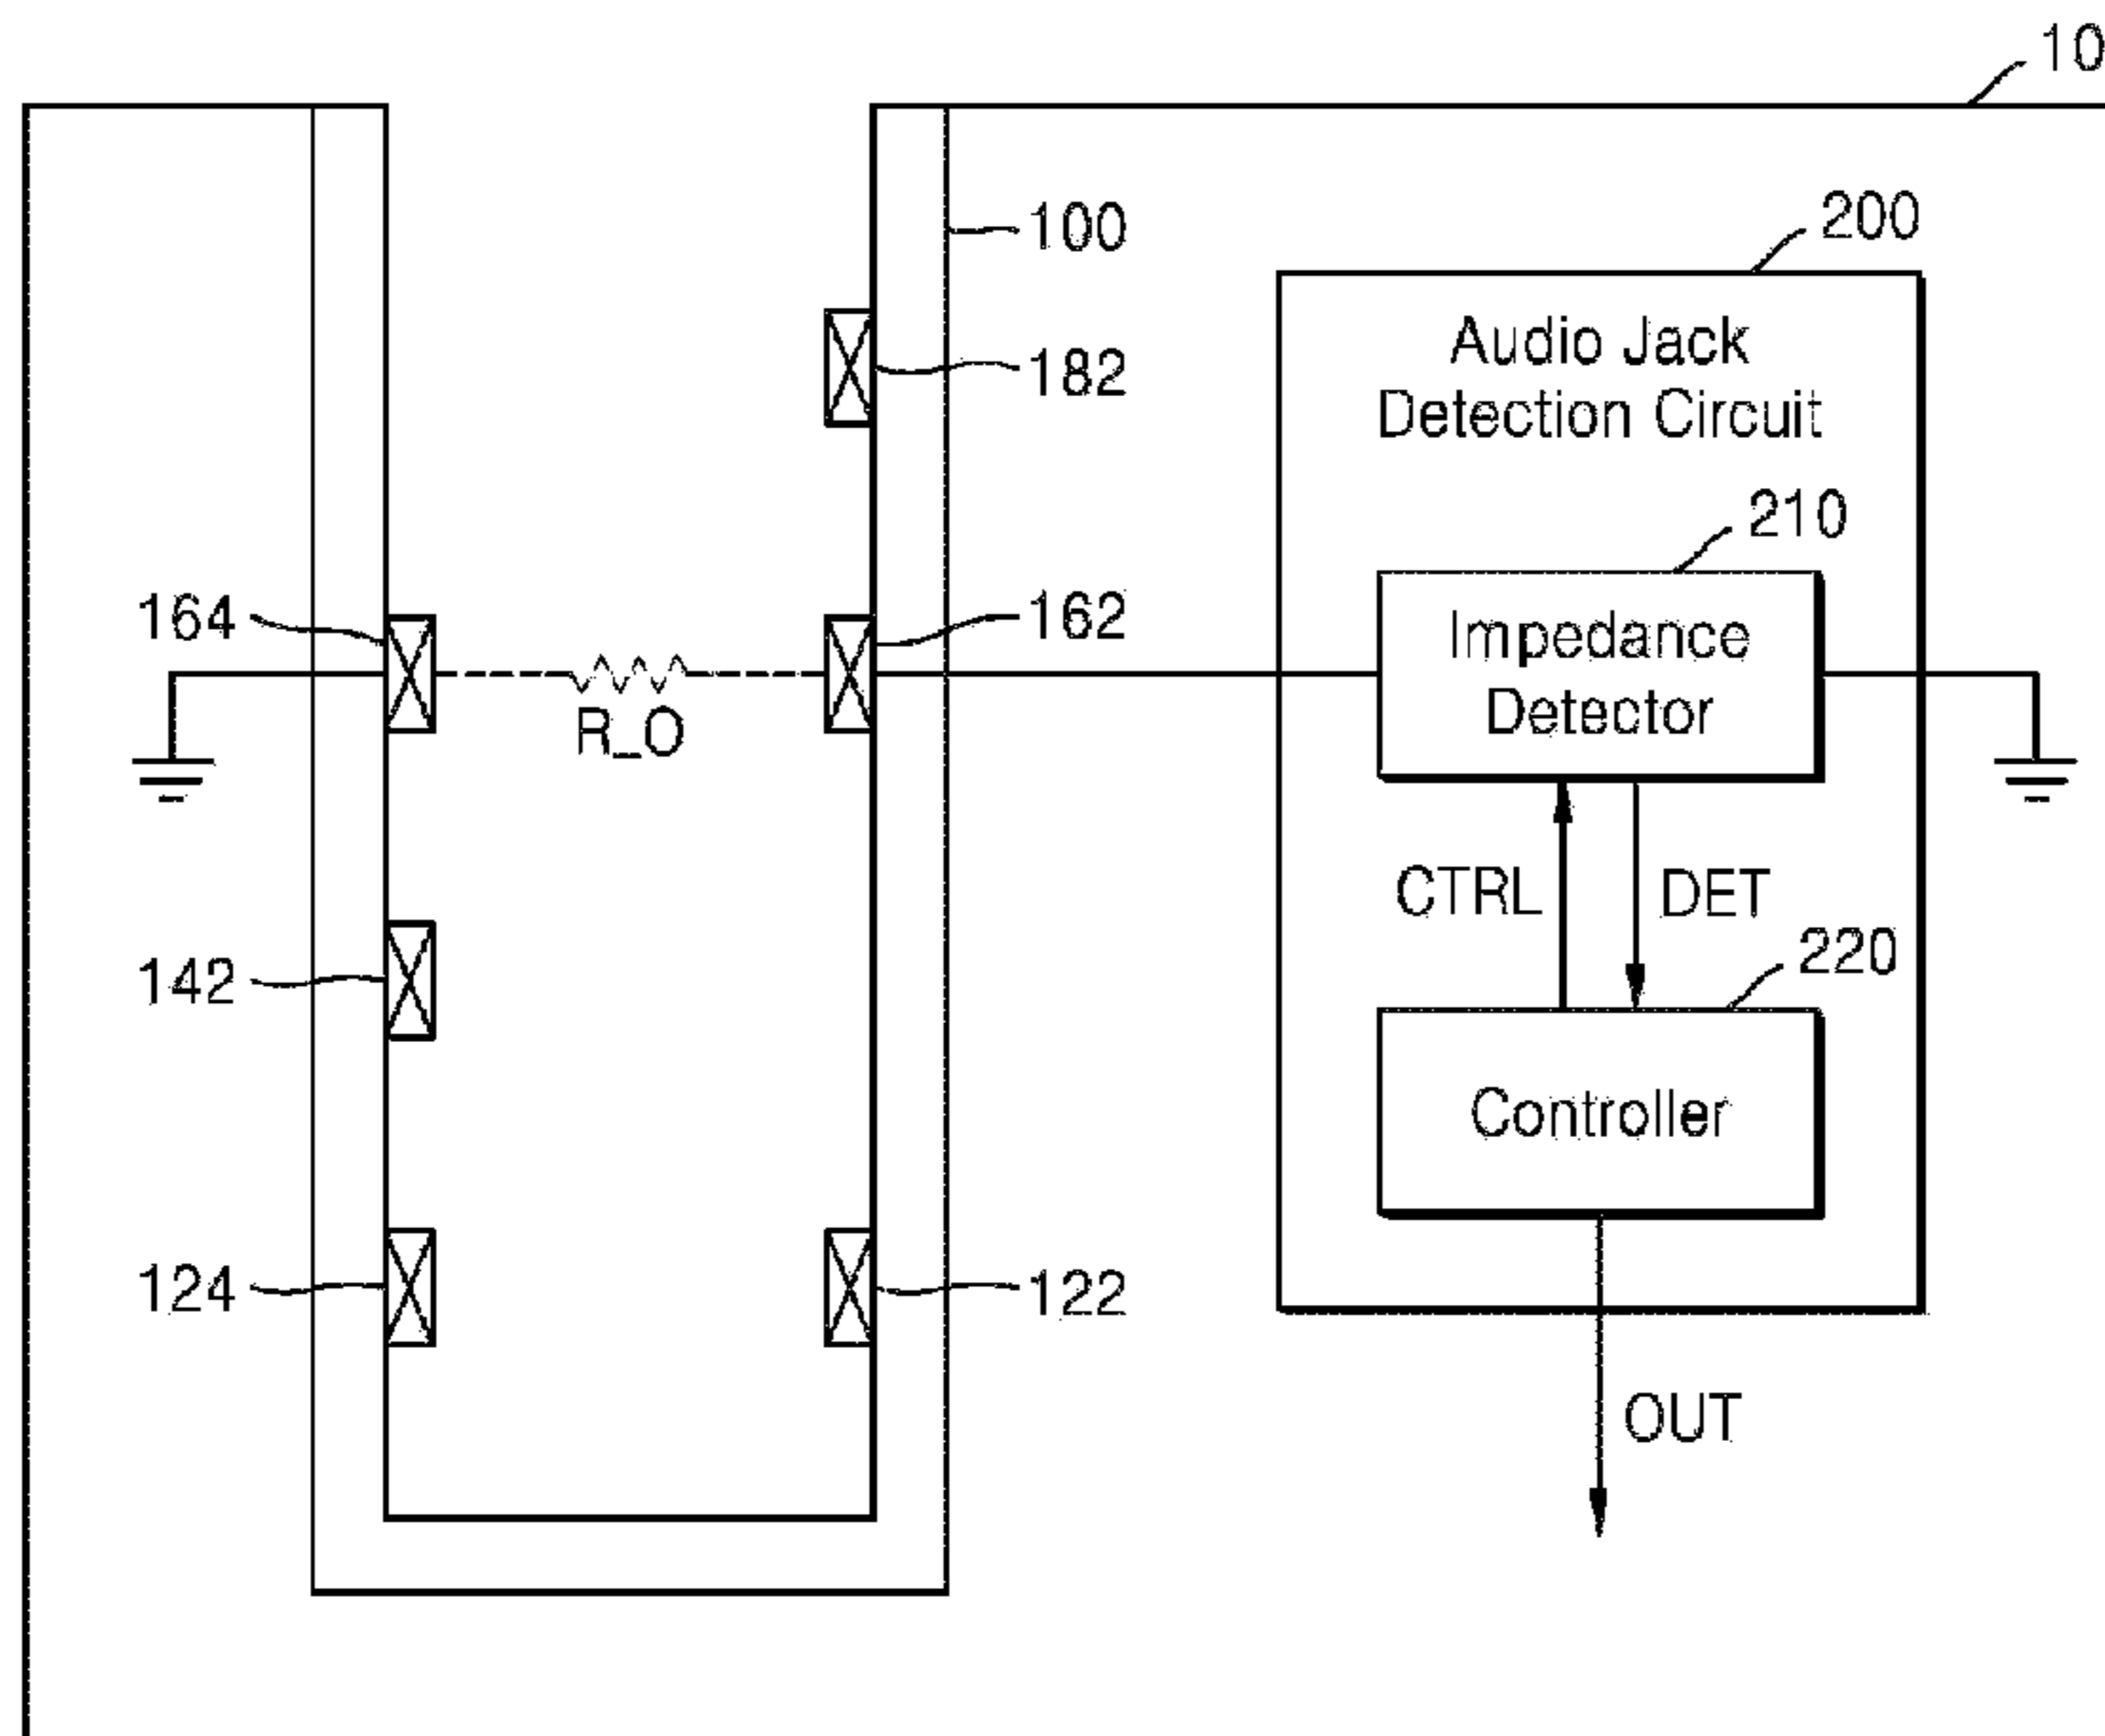 10
100
200
Audio Jack
Detection Circuit
182
210
164
162
Impedance
Detector
R_O
CTRL
DET
142
220
Controller
124
122
OUT